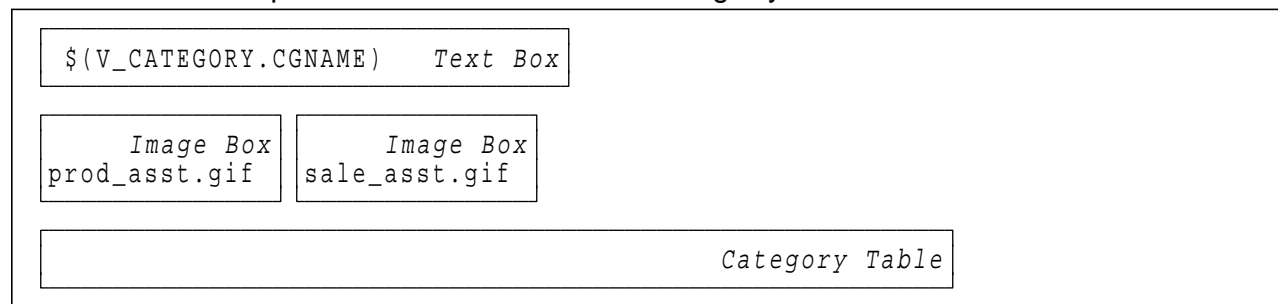 $(V_CATEGORY.CGNAME) Text Box
Image Box Image Box
prod_asst.gif sale_asst.gif
Category Table